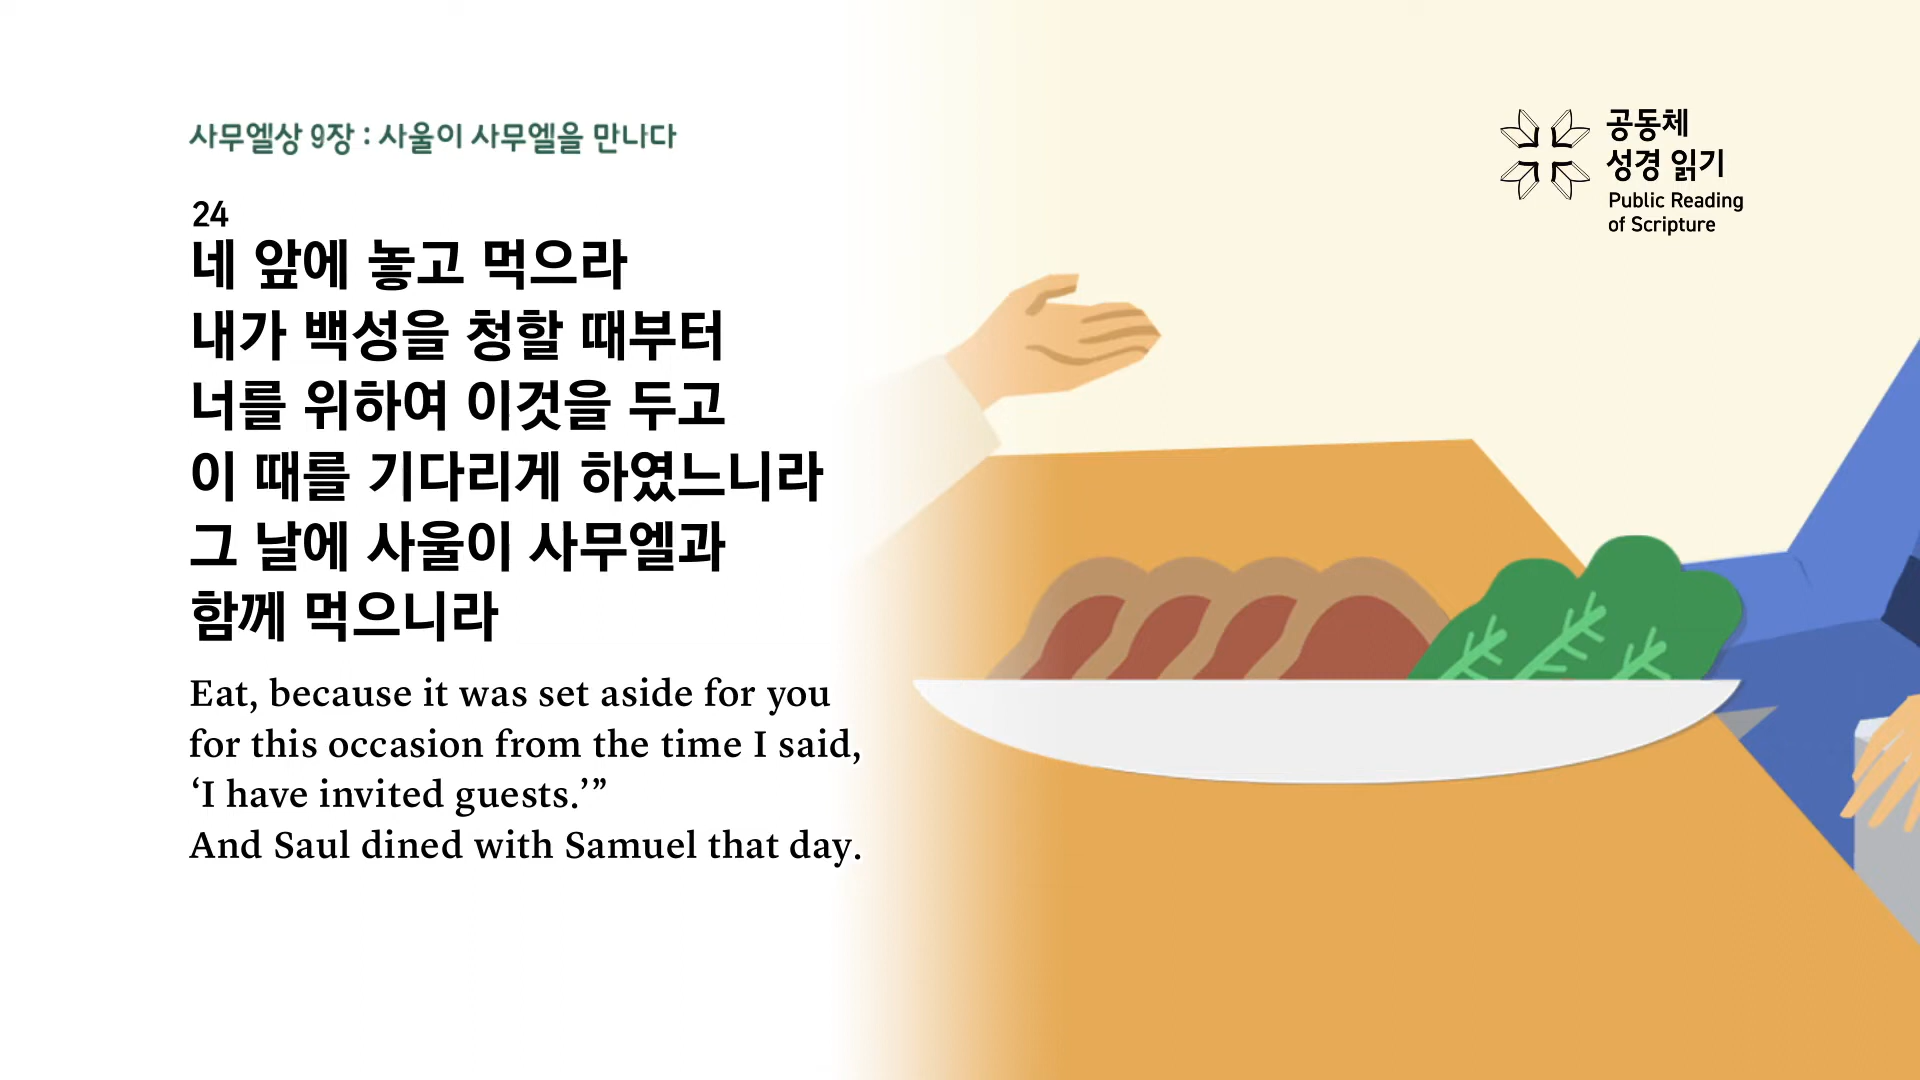 사무엘상 9장 : 사울이 사무엘을 만나다
공동체
성경 읽기
Public Reading
of Scripture
24
네 앞에 놓고 먹으라
내가 백성을 청할 때부터
너를 위하여 이것을 두고
이 때를 기다리게 하였느니라
그 날에 사울이 사무엘과
함께 먹으니라
Eat, because it was set aside for you
for this occasion from the time I said,
‘I have invited guests.’”
And Saul dined with Samuel that day.